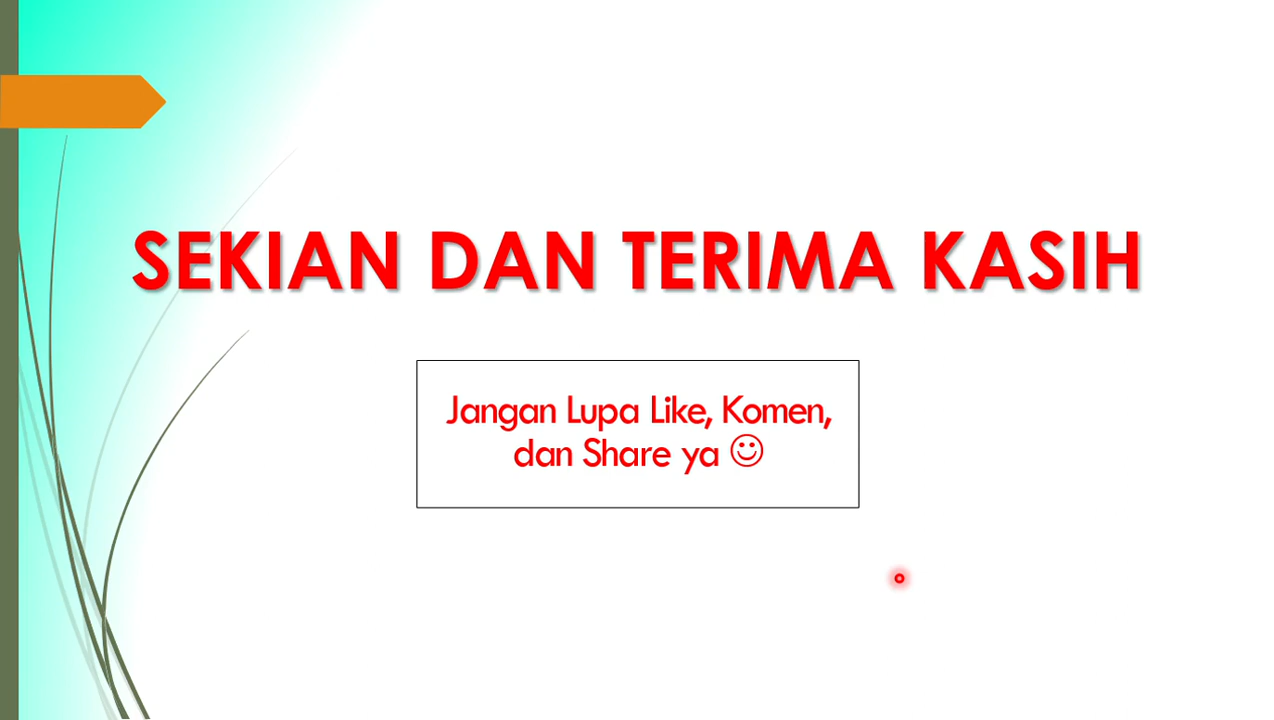 SEKIAN DAN TERIMA KASIH
Jangan Lupa Like, Komen,
dan Share ya ☺